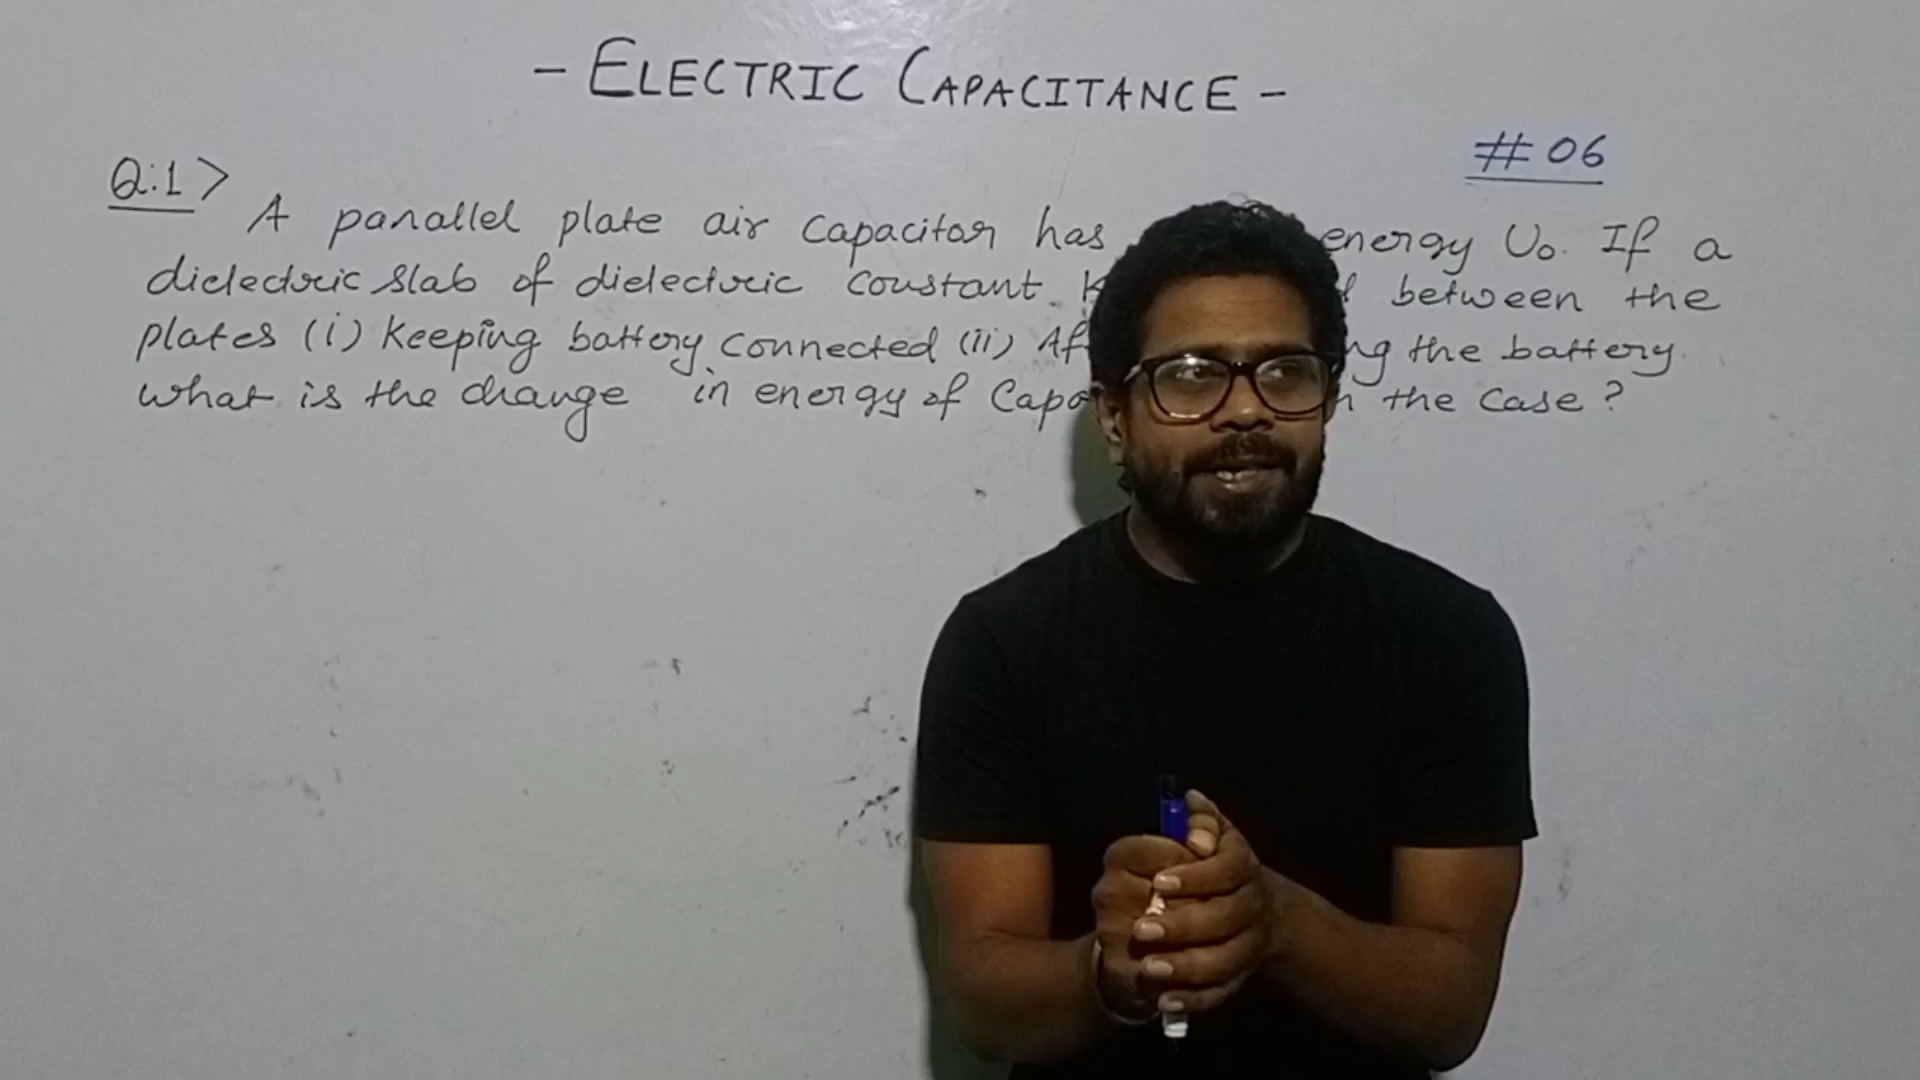 - ELECTRIC CAPACITANCE -
# 06
Q:1>
A parallel plate air capacitor has energy U₀. If a
dielectric slab of dielectric constant K between the
plates (i) keeping battery connected (ii) the battery.
what is the change in energy of the case?